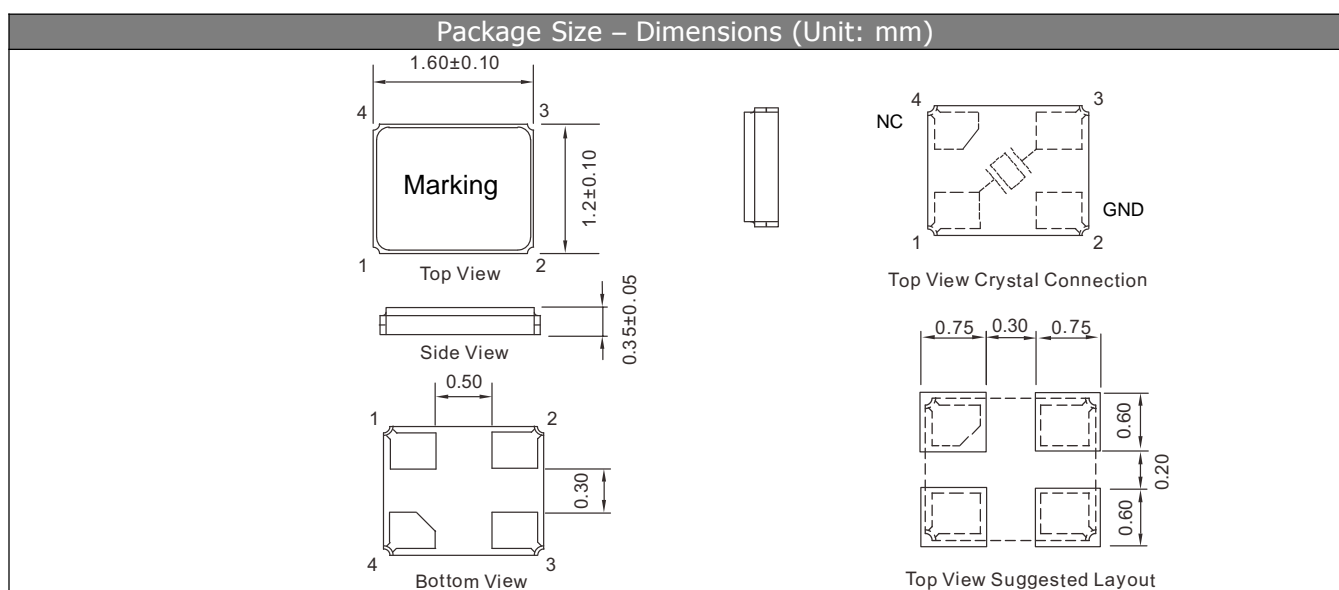 Package Size – Dimensions (Unit: mm)
1.60±0.10
4
3
Marking
1.2±0.10
1
2
Top View
0.35±0.05
Side View
0.50
1
2
0.30
4
3
Bottom View
4
3
NC
GND
1
2
Top View Crystal Connection
0.75
0.30
0.75
0.60
0.20
0.60
Top View Suggested Layout